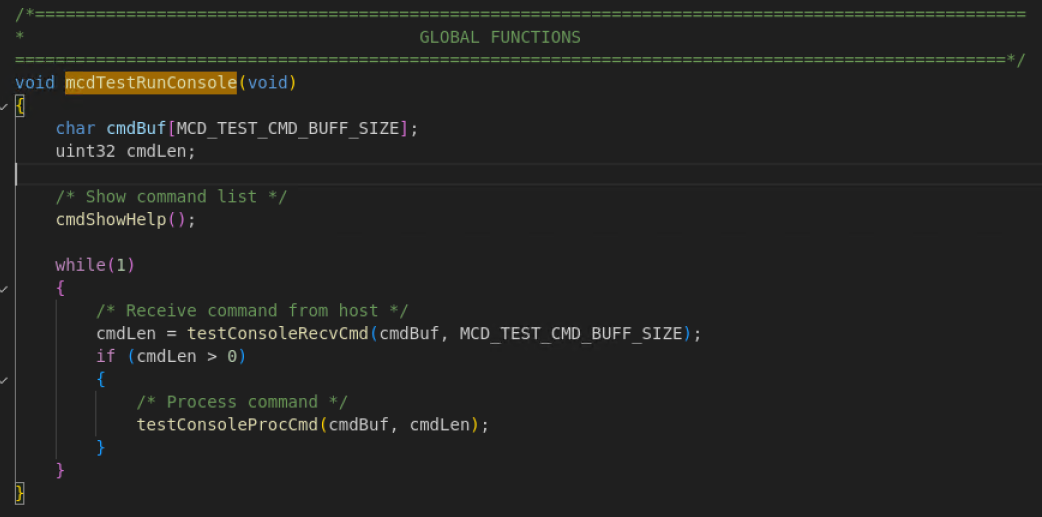 /*==================================================================================================
* GLOBAL FUNCTIONS
==================================================================================================*/
void mcdTestRunConsole(void)
{
    char cmdBuf[MCD_TEST_CMD_BUFF_SIZE];
    uint32 cmdLen;

    /* Show command list */
    cmdShowHelp();

    while(1)
    {
        /* Receive command from host */
        cmdLen = testConsoleRecvCmd(cmdBuf, MCD_TEST_CMD_BUFF_SIZE);
        if (cmdLen > 0)
        {
            /* Process command */
            testConsoleProcCmd(cmdBuf, cmdLen);
        }
    }
}